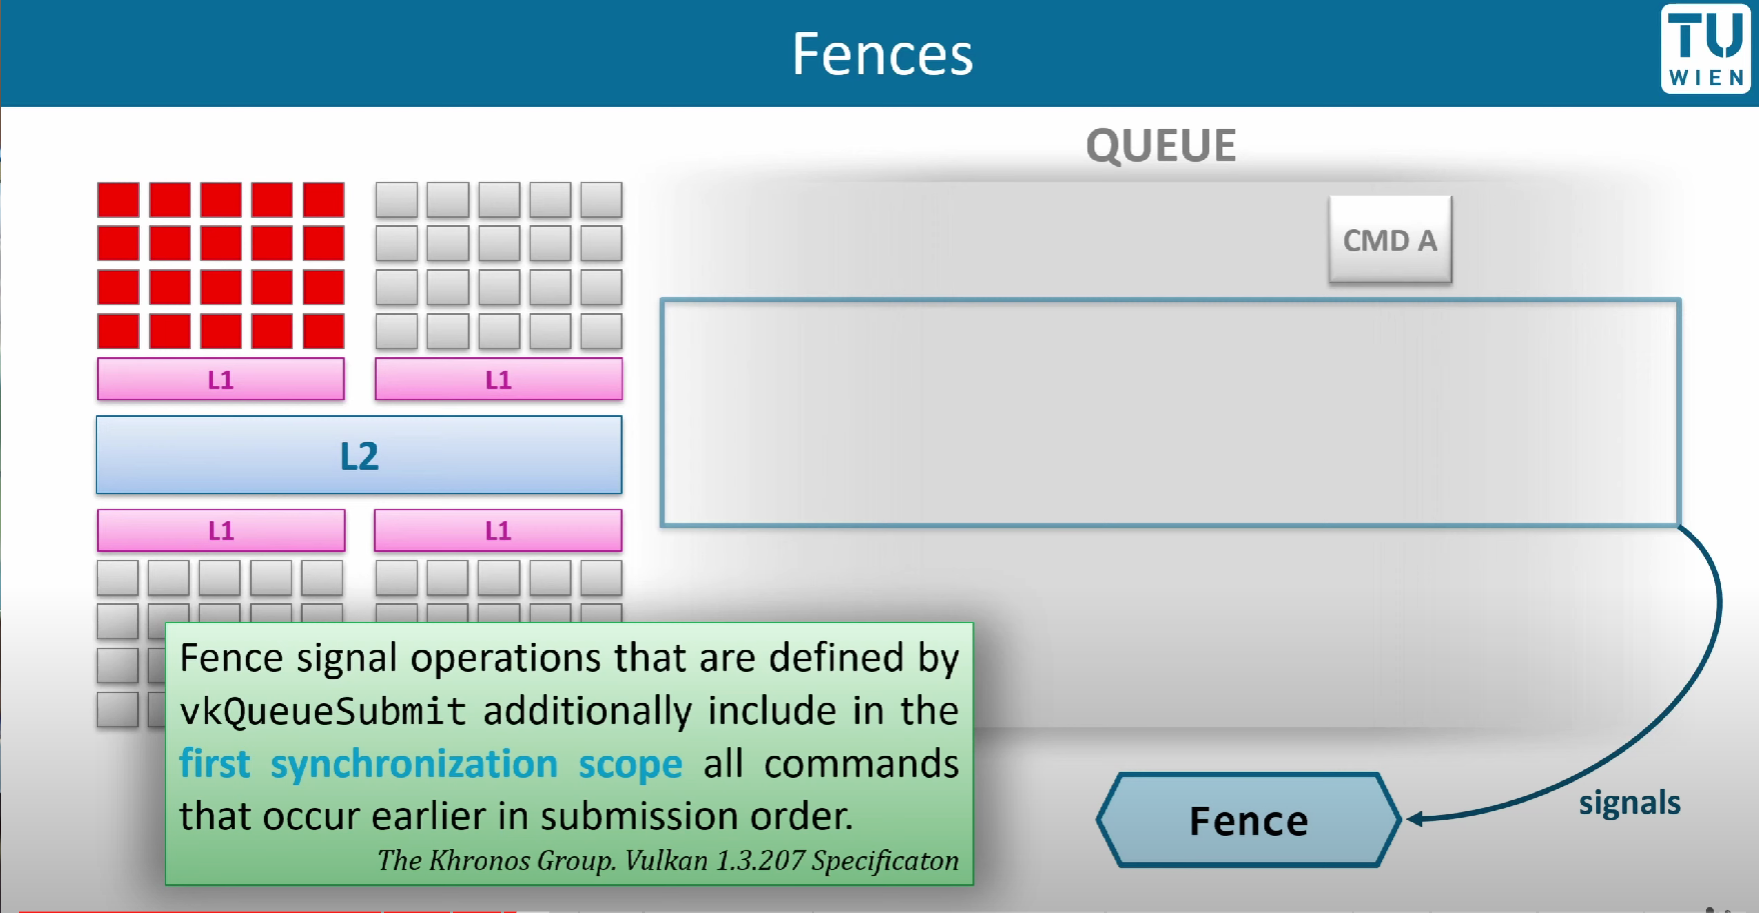 Fences
TU
WIEN
QUEUE
CMD A
L1
L1
L2
L1
L1
Fence signal operations that are defined by
vkQueueSubmit additionally include in the
first synchronization scope all commands
that occur earlier in submission order.
The Khronos Group. Vulkan 1.3.207 Specificaton
Fence
signals